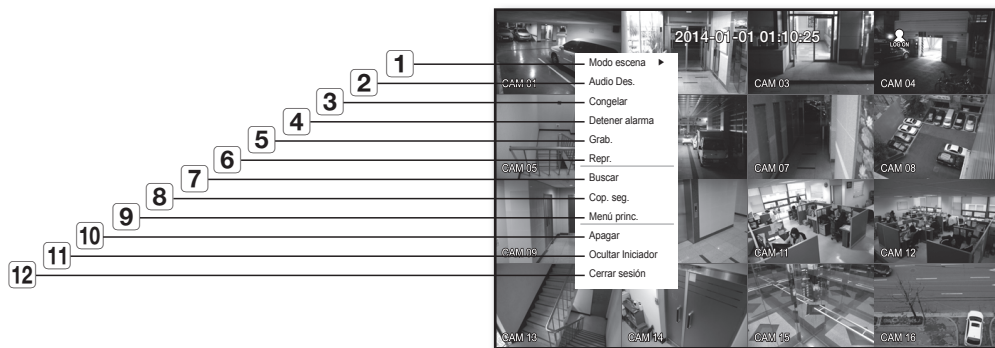 2014-01-01 01:10:25
LOG ON
CAM 01
CAM 03
CAM 04
CAM 05
CAM 07
CAM 08
CAM 09
CAM 11
CAM 12
CAM 13
CAM 14
CAM 15
CAM 16
1 Modo escena ▶
2 Audio Des.
3 Congelar
4 Detener alarma
5 Grab.
6 Repr.
7 Buscar
8 Cop. seg.
9 Menú princ.
10 Apagar
11 Ocultar Iniciador
12 Cerrar sesión